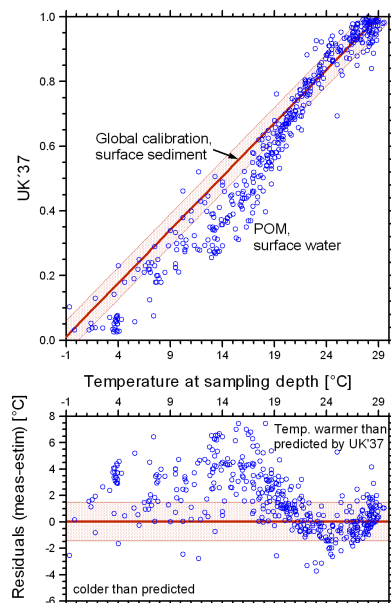 1.0
0.8
0.6
0.4
0.2
0.0
UK´37
Global calibration,
surface sediment
POM,
surface water
-1 4 9 14 19 24 29
Temperature at sampling depth [°C]
-1 4 9 14 19 24 29
8
6
4
2
0
-2
-4
-6
Residuals (meas-estim) [°C]
Temp. warmer than
predicted by UK'37
colder than predicted